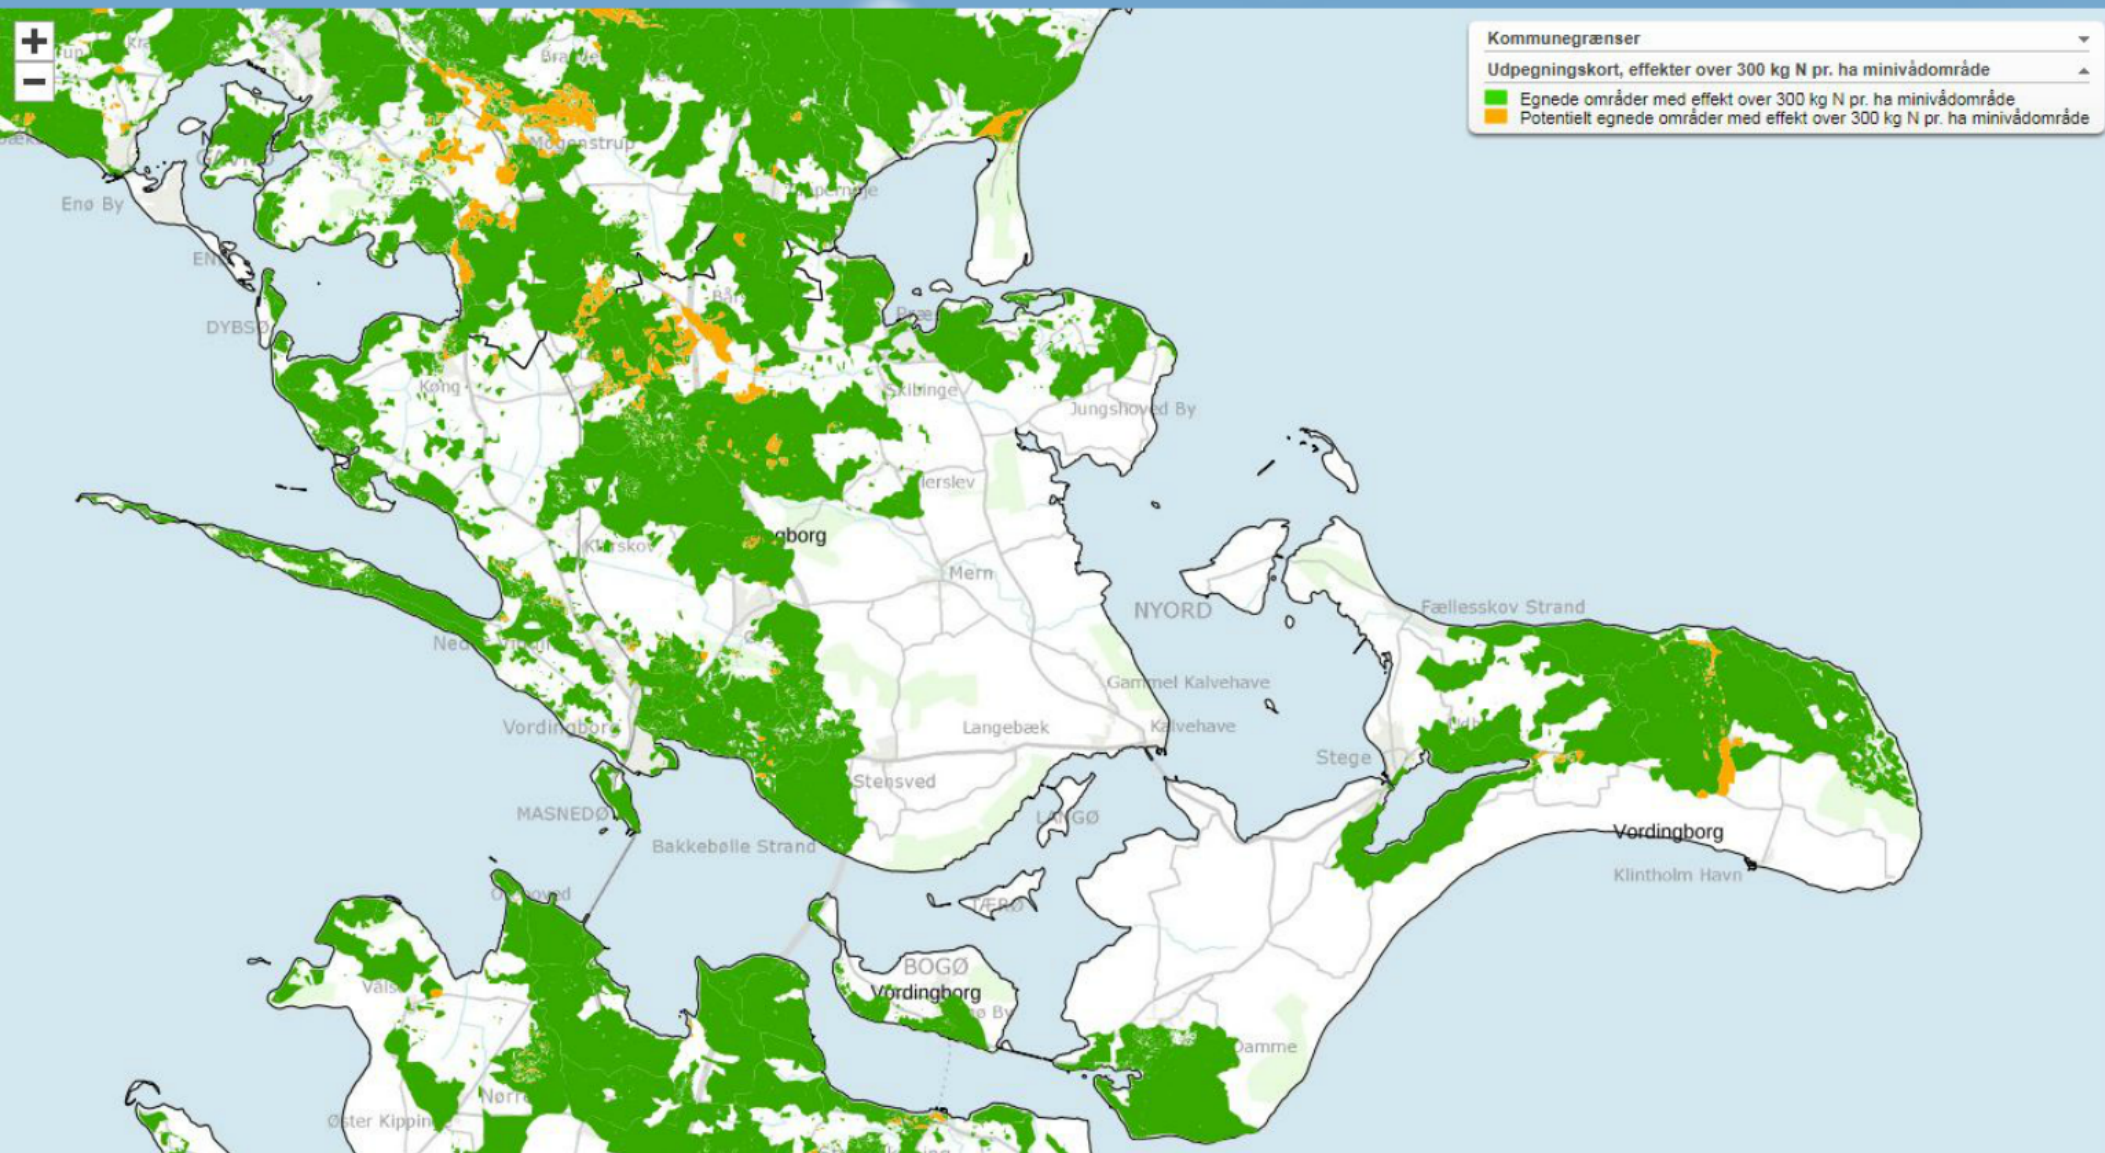 +
−
Kommunegrænser
Udpegningskort, effekter over 300 kg N pr. ha minivådområde
Egnede områder med effekt over 300 kg N pr. ha minivådområde
Potentielt egnede områder med effekt over 300 kg N pr. ha minivådområde
Mogenstrup
Enø By
DYBSØ
Køng
Skibinge
Jungshoved By
Mern
NYORD
Fællesskov Strand
Gammel Kalvehave
Vordingborg
Langebæk
Kalvehave
Stege
Stensved
MASNEDØ
LANGØ
Bakkebølle Strand
Vordingborg
Klintholm Havn
TÆRØ
BOGØ
Vordingborg
Damme